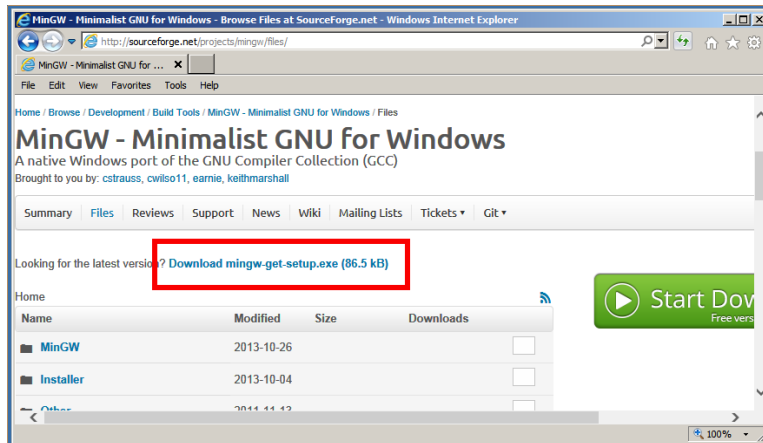 MinGW - Minimalist GNU for Windows - Browse Files at SourceForge.net - Windows Internet Explorer
http://sourceforge.net/projects/mingw/files/
MinGW - Minimalist GNU for ...
File Edit View Favorites Tools Help
Home / Browse / Development / Build Tools / MinGW - Minimalist GNU for Windows / Files
MinGW - Minimalist GNU for Windows
A native Windows port of the GNU Compiler Collection (GCC)
Brought to you by: cstrauss, cwilso11, earnie, keithmarshall
Summary Files Reviews Support News Wiki Mailing Lists Tickets Git
Looking for the latest version? Download mingw-get-setup.exe (86.5 kB)
Start Dow
Free vers
Home
Name Modified Size Downloads
MinGW 2013-10-26
Installer 2013-10-04
Other 2011-11-13
100%